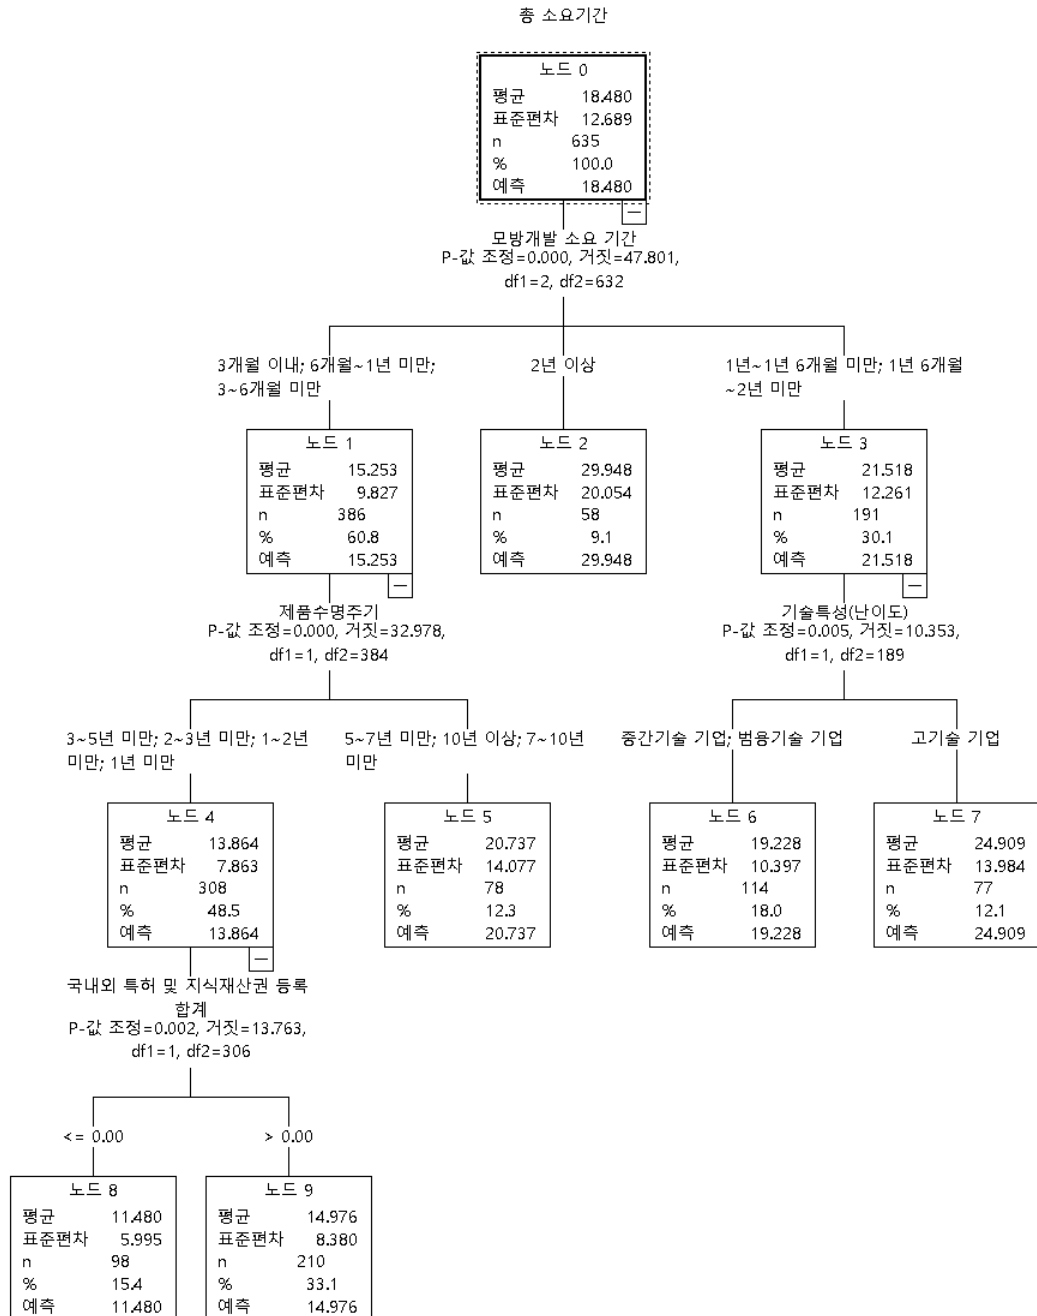 총 소요기간
노드 0
평균 18.480
표준편차 12.689
n 635
% 100.0
예측 18.480
모방개발 소요 기간
P-값 조정=0.000, 거짓=47.801,
df1=2, df2=632
3개월 이내; 6개월~1년 미만;
3~6개월 미만
2년 이상
1년~1년 6개월 미만; 1년 6개월
~2년 미만
노드 1
평균 15.253
표준편차 9.827
n 386
% 60.8
예측 15.253
노드 2
평균 29.948
표준편차 20.054
n 58
% 9.1
예측 29.948
노드 3
평균 21.518
표준편차 12.261
n 191
% 30.1
예측 21.518
제품수명주기
P-값 조정=0.000, 거짓=32.978,
df1=1, df2=384
기술특성(난이도)
P-값 조정=0.005, 거짓=10.353,
df1=1, df2=189
3~5년 미만; 2~3년 미만; 1~2년
미만; 1년 미만
5~7년 미만; 10년 이상; 7~10년
미만
중간기술 기업; 범용기술 기업
고기술 기업
노드 4
평균 13.864
표준편차 7.863
n 308
% 48.5
예측 13.864
노드 5
평균 20.737
표준편차 14.077
n 78
% 12.3
예측 20.737
노드 6
평균 19.228
표준편차 10.397
n 114
% 18.0
예측 19.228
노드 7
평균 24.909
표준편차 13.984
n 77
% 12.1
예측 24.909
국내외 특허 및 지식재산권 등록
합계
P-값 조정=0.002, 거짓=13.763,
df1=1, df2=306
<= 0.00
> 0.00
노드 8
평균 11.480
표준편차 5.995
n 98
% 15.4
예측 11.480
노드 9
평균 14.976
표준편차 8.380
n 210
% 33.1
예측 14.976